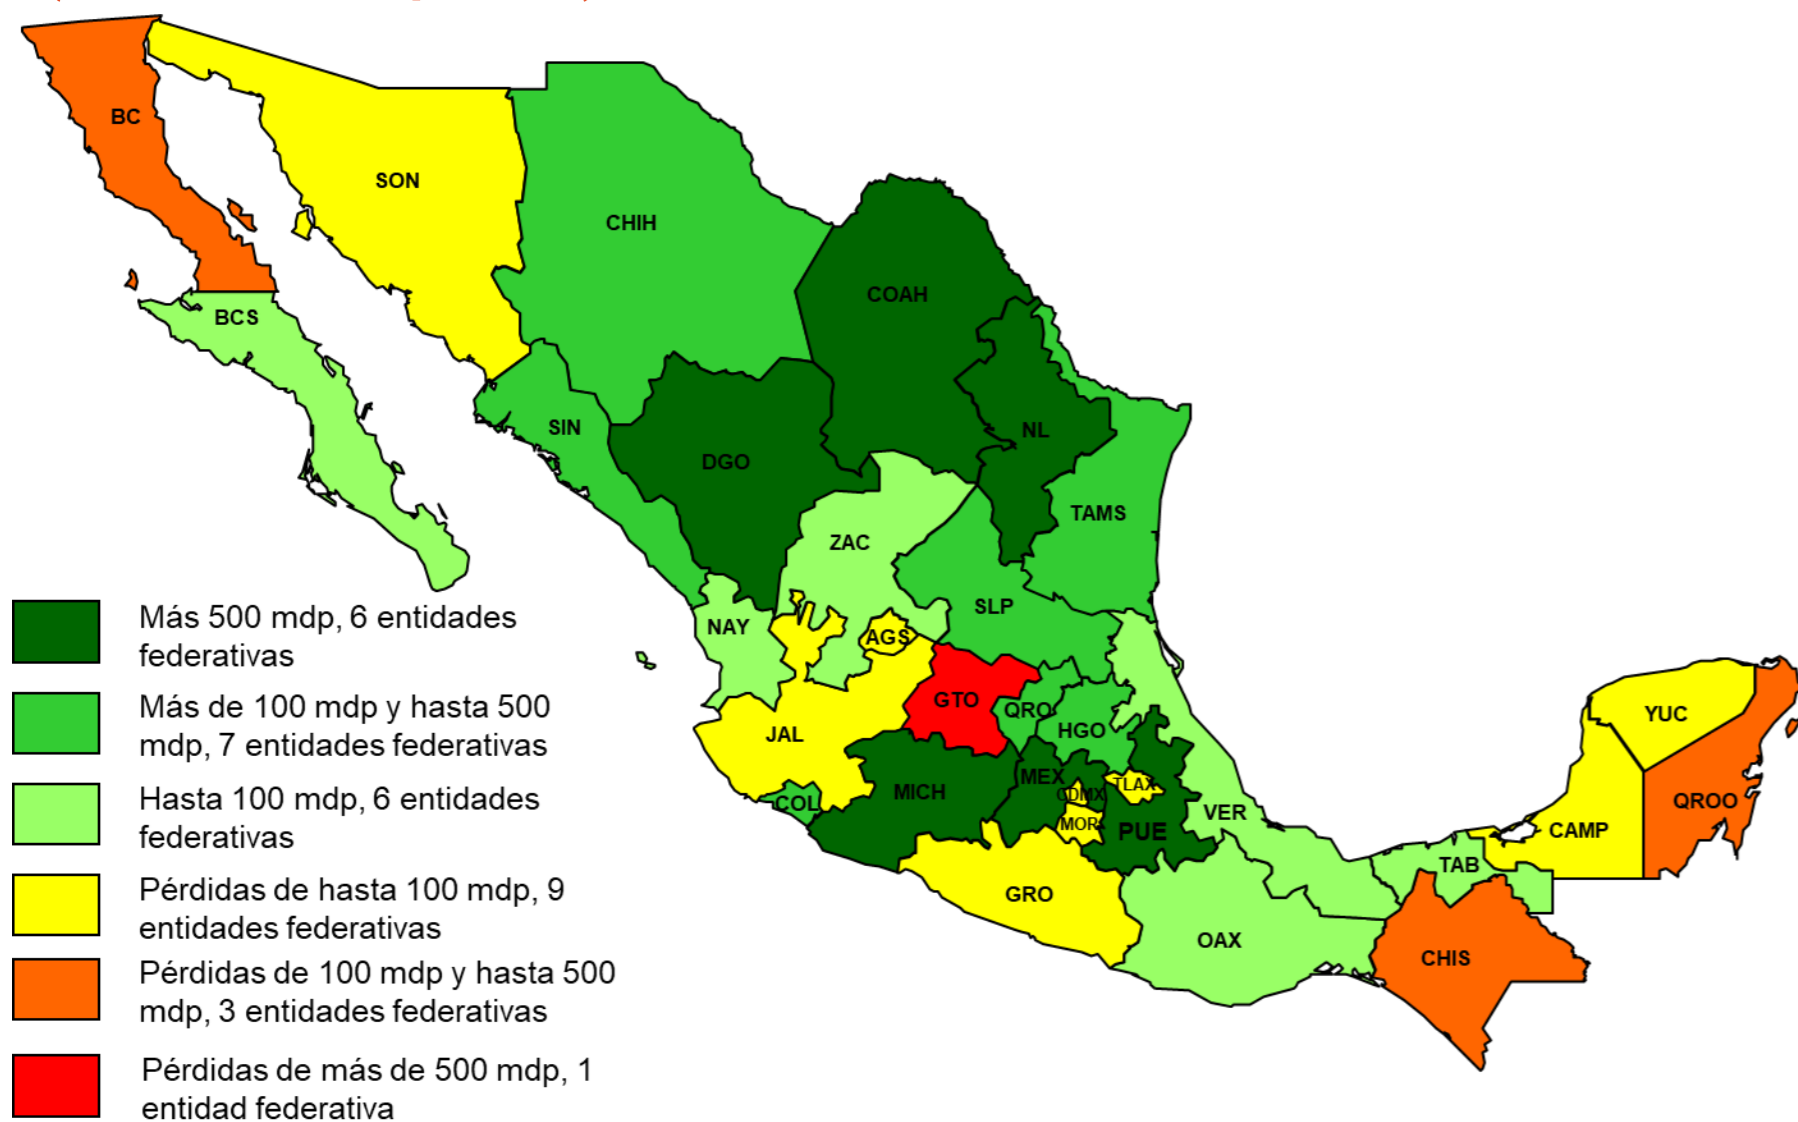 BC
SON
CHIH
COAH
BCS
NL
SIN
DGO
TAMS
ZAC
SLP
NAY
AGS
GTO
QRO
HGO
JAL
MEX
MICH
COL
CDMX
TLAX
MOR
PUE
VER
GRO
OAX
YUC
QROO
CAMP
TAB
CHIS
Más 500 mdp, 6 entidades
federativas
Más de 100 mdp y hasta 500
mdp, 7 entidades federativas
Hasta 100 mdp, 6 entidades
federativas
Pérdidas de hasta 100 mdp, 9
entidades federativas
Pérdidas de 100 mdp y hasta 500
mdp, 3 entidades federativas
Pérdidas de más de 500 mdp, 1
entidad federativa